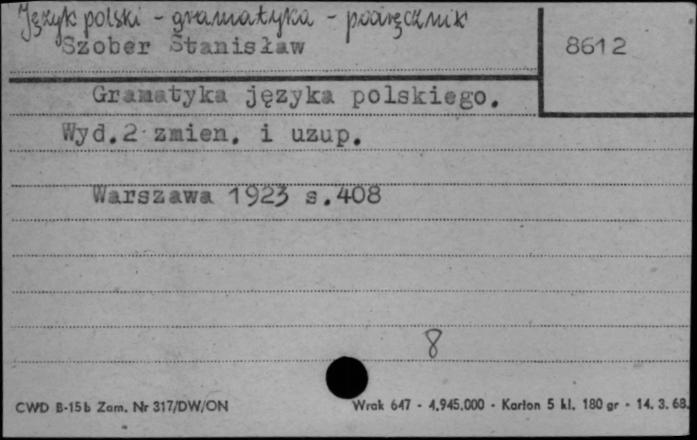 Język polski - gramatyka - podręcznik
Szober Stanisław
8612
Gramatyka języka polskiego.
Wyd.2 zmien. i uzup.
Warszawa 1923 s.408
8
CWD B-15b Zam. Nr 317/DW/ON
Wrak 647 - 4.945.000 - Karton 5 kl. 180 gr - 14. 3. 68.